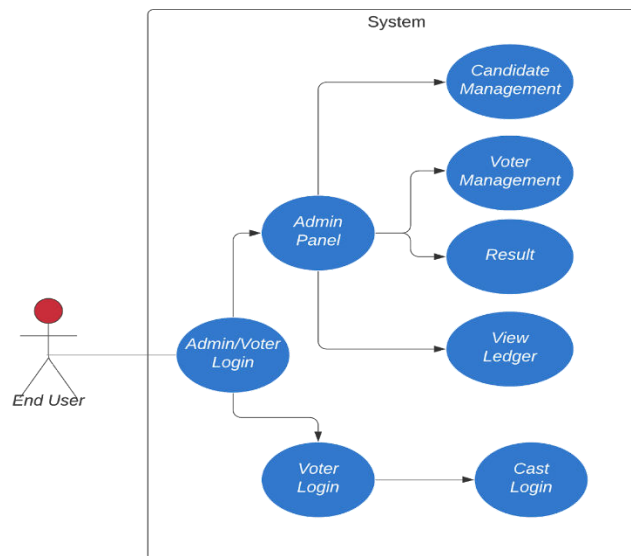 System
Candidate
Management
Voter
Management
Admin
Panel
Result
Admin/Voter
Login
View
Ledger
End User
Voter
Login
Cast
Login